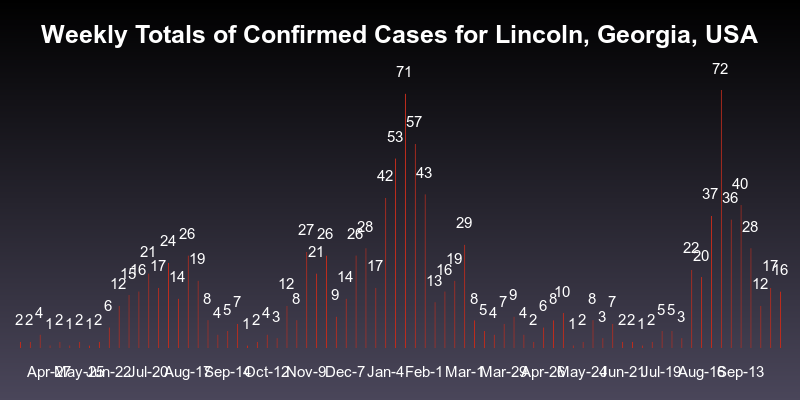 Weekly Totals of Confirmed Cases for Lincoln, Georgia, USA
2 2 4 1 2 1 2 1 2 6 12 15 16 21 17 24 14 26 19 8 4 5 7 1 2 4 3 12 8 27 21 26 9 14 26 28 17 42 53 71 57 43 13 16 19 29 8 5 4 7 9 4 2 6 8 10 1 2 8 3 7 2 2 1 2 5 5 3 22 20 37 72 36 40 28 12 17 16
Apr-27 May-25 Jun-22 Jul-20 Aug-17 Sep-14 Oct-12 Nov-9 Dec-7 Jan-4 Feb-1 Mar-1 Mar-29 Apr-26 May-24 Jun-21 Jul-19 Aug-16 Sep-13